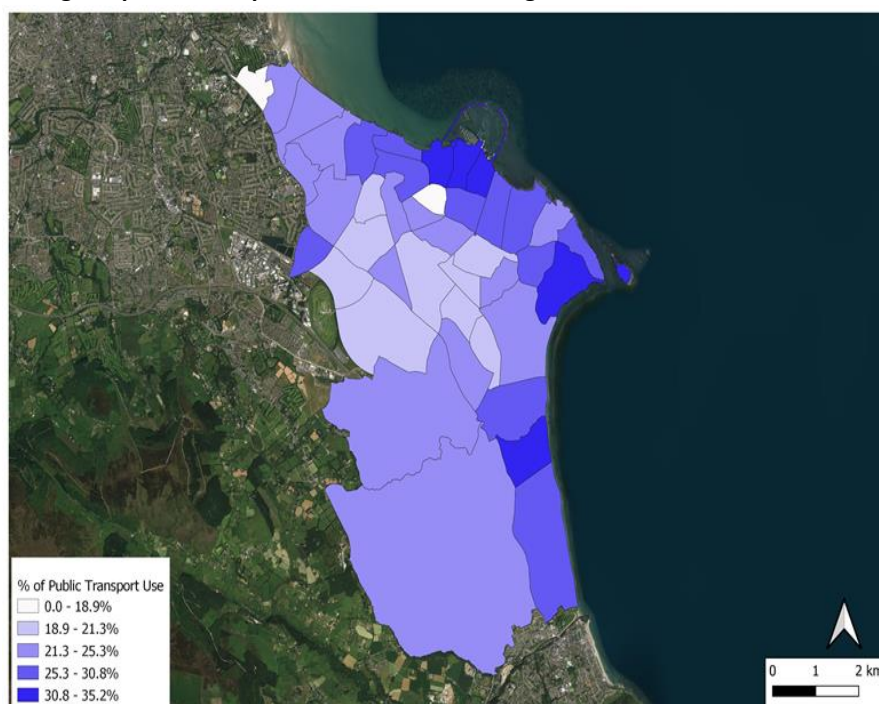 % of Public Transport Use
0.0 - 18.9%
18.9 - 21.3%
21.3 - 25.3%
25.3 - 30.8%
30.8 - 35.2%
0 1 2 km